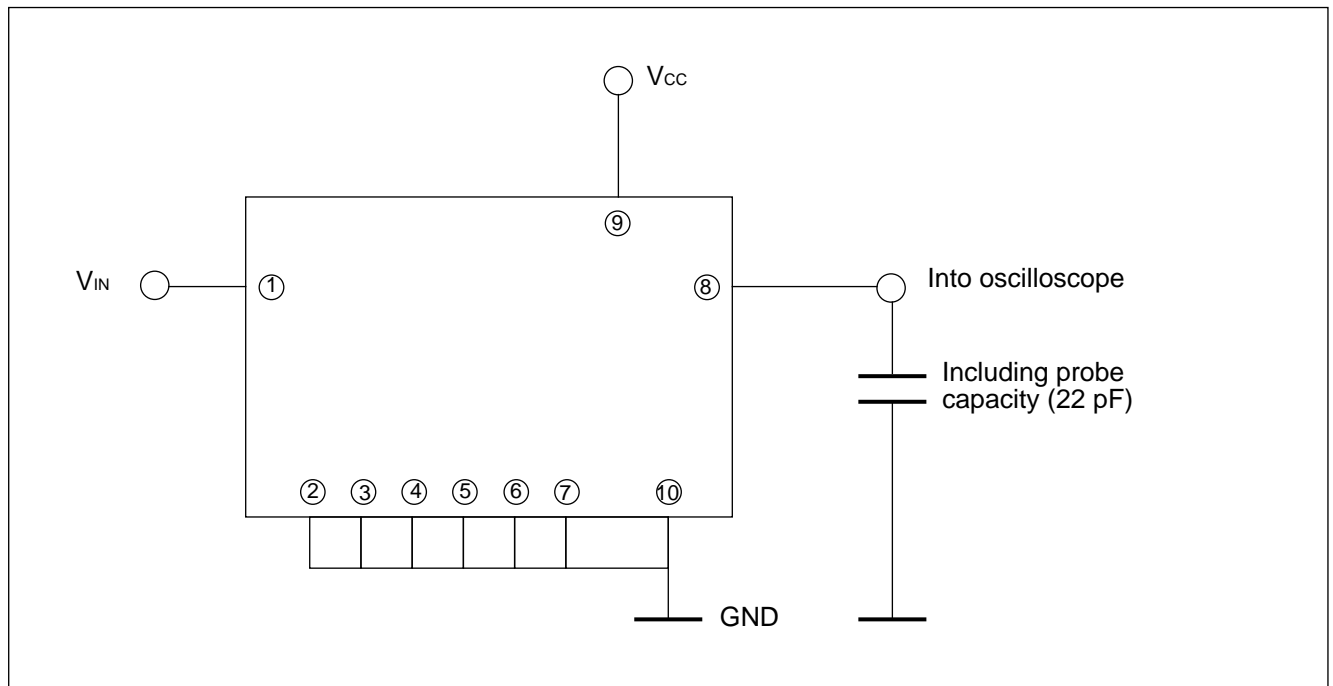 VCC
⑨
VIN
①
⑧
Into oscilloscope
Including probe
capacity (22 pF)
② ③ ④ ⑤ ⑥ ⑦ ⑩
GND